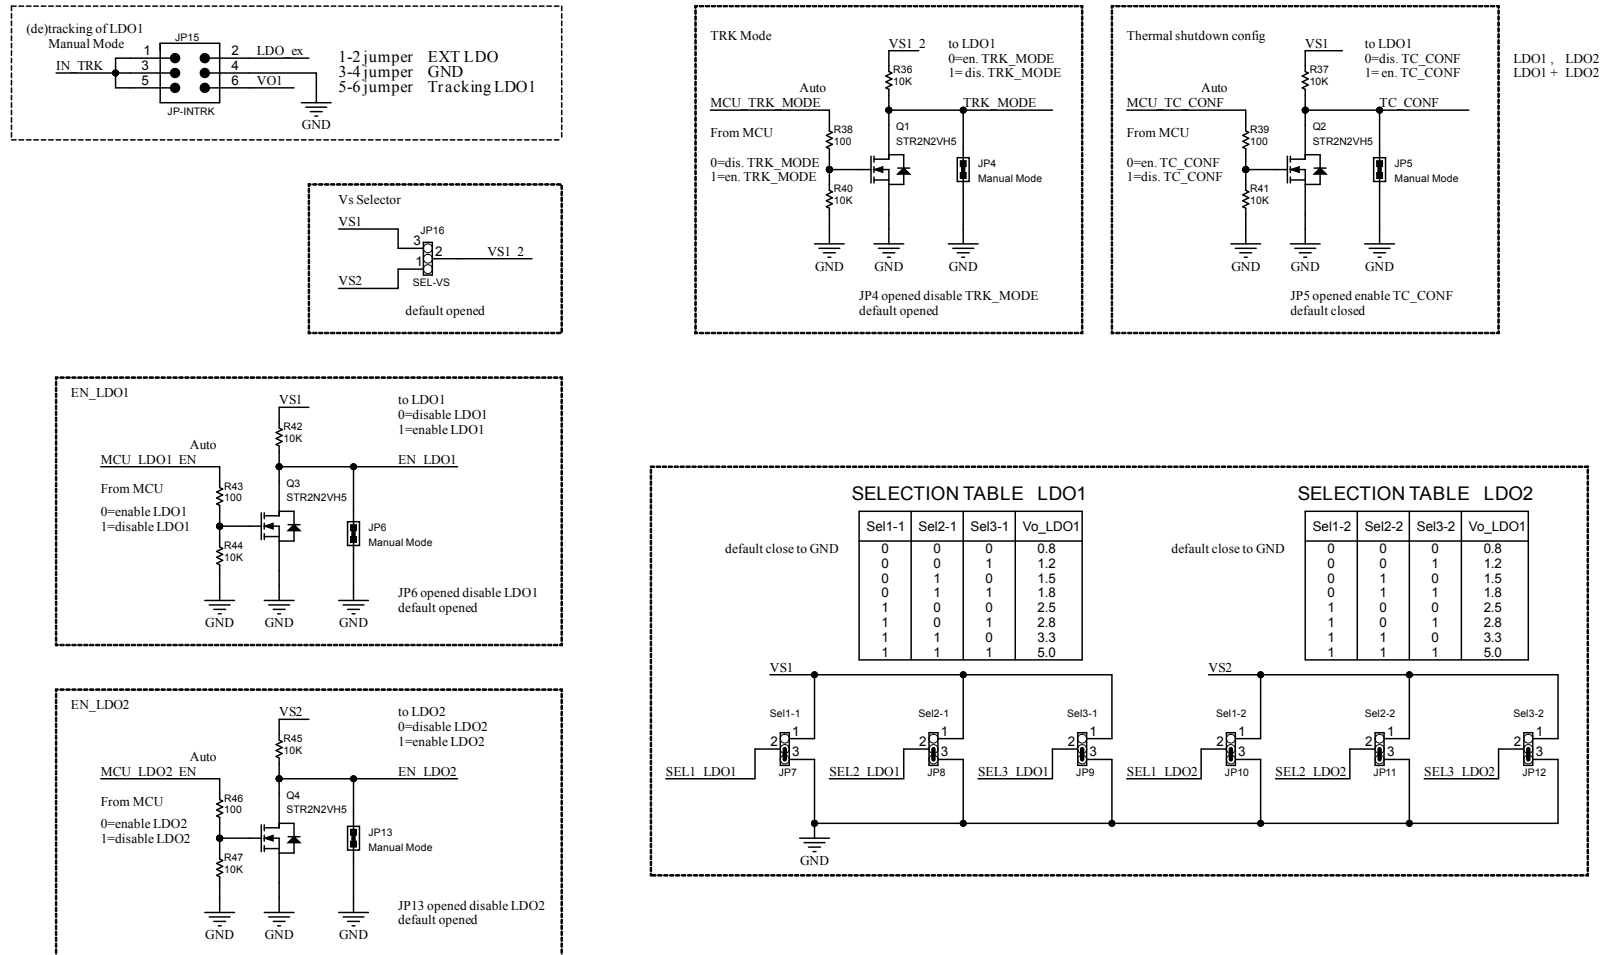 (de)tracking of LDO1
Manual Mode
JP15
IN_TRK
1 2 LDO_ex
3 4
5 6 VO1
JP-INTRK
GND
1-2 jumper EXT LDO
3-4 jumper GND
5-6 jumper Tracking LDO1
Vs Selector
VS1
JP16
3
2 VS1_2
1
VS2
SEL-VS
default opened
TRK Mode
VS1_2
to LDO1
0=en. TRK_MODE
1= dis. TRK_MODE
R36
10K
Auto
MCU_TRK_MODE
TRK_MODE
From MCU
R38
100
Q1
STR2N2VH5
0=dis. TRK_MODE
1=en. TRK_MODE
JP4
Manual Mode
R40
10K
GND GND GND
JP4 opened disable TRK_MODE
default opened
Thermal shutdown config
VS1
to LDO1
0=dis. TC_CONF
1= en. TC_CONF
R37
10K
Auto
MCU_TC_CONF
TC_CONF
From MCU
R39
100
Q2
STR2N2VH5
0=en. TC_CONF
1=dis. TC_CONF
JP5
Manual Mode
R41
10K
GND GND GND
JP5 opened enable TC_CONF
default closed
LDO1 , LDO2
LDO1 + LDO2
EN_LDO1
VS1
to LDO1
0=disable LDO1
1=enable LDO1
R42
10K
Auto
MCU_LDO1_EN
EN_LDO1
From MCU
R43
100
Q3
STR2N2VH5
0=enable LDO1
1=disable LDO1
JP6
Manual Mode
R44
10K
JP6 opened disable LDO1
default opened
GND GND GND
EN_LDO2
VS2
to LDO2
0=disable LDO2
1=enable LDO2
R45
10K
Auto
MCU_LDO2_EN
EN_LDO2
From MCU
R46
100
Q4
STR2N2VH5
0=enable LDO2
1=disable LDO2
JP13
Manual Mode
R47
10K
JP13 opened disable LDO2
default opened
GND GND GND
SELECTION TABLE LDO1
Sel1-1 Sel2-1 Sel3-1 Vo_LDO1
default close to GND
0 0 0 0.8
0 0 1 1.2
0 1 0 1.5
0 1 1 1.8
1 0 0 2.5
1 0 1 2.8
1 1 0 3.3
1 1 1 5.0
SELECTION TABLE LDO2
Sel1-2 Sel2-2 Sel3-2 Vo_LDO1
default close to GND
0 0 0 0.8
0 0 1 1.2
0 1 0 1.5
0 1 1 1.8
1 0 0 2.5
1 0 1 2.8
1 1 0 3.3
1 1 1 5.0
VS1
VS2
Sel1-1 Sel2-1 Sel3-1 Sel1-2 Sel2-2 Sel3-2
1 1 1 1 1 1
2 3 2 3 2 3 2 3 2 3 2 3
SEL1_LDO1 JP7 SEL2_LDO1 JP8 SEL3_LDO1 JP9 SEL1_LDO2 JP10 SEL2_LDO2 JP11 SEL3_LDO2 JP12
GND